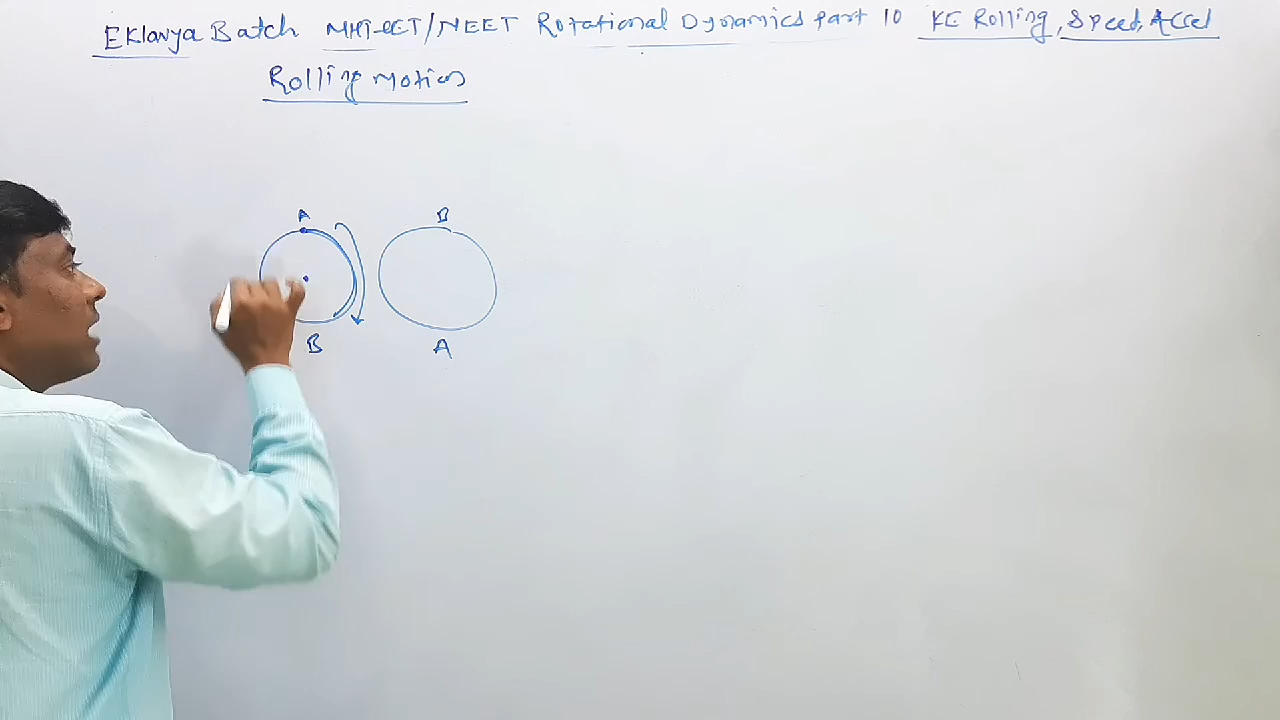 Eklavya Batch MHT-CET/NEET Rotational Dynamics Part 10 KE Rolling, Speed, Accel
Rolling Motion
A B
B A